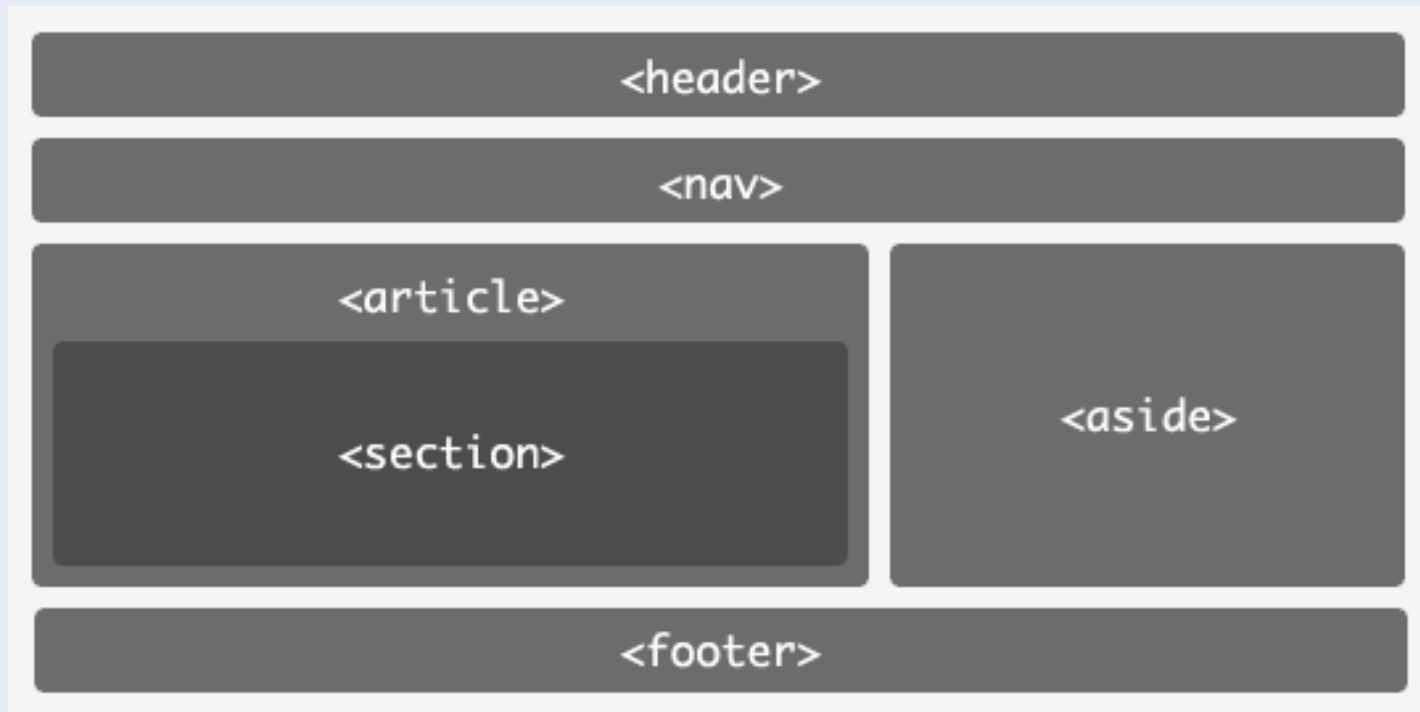 <header>
<nav>
<article>
<section>
<aside>
<footer>